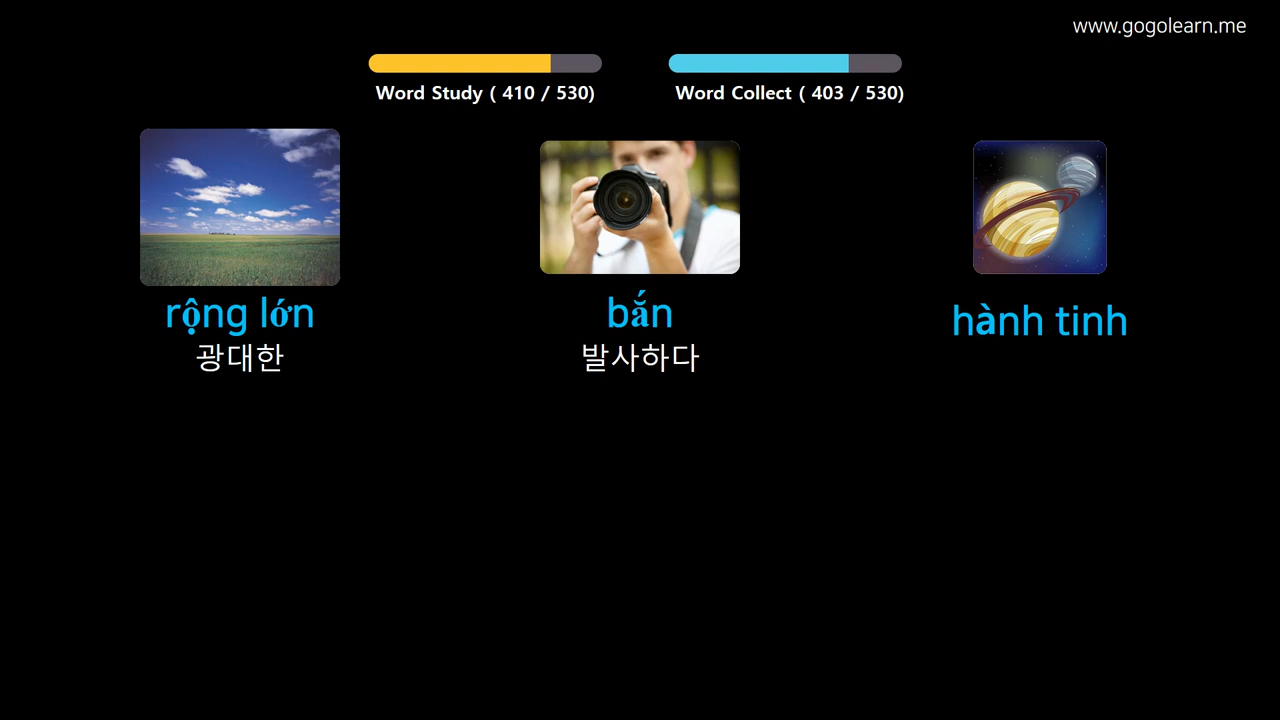 www.gogolearn.me
Word Study ( 410 / 530)
Word Collect ( 403 / 530)
rộng lớn
광대한
bắn
발사하다
hành tinh